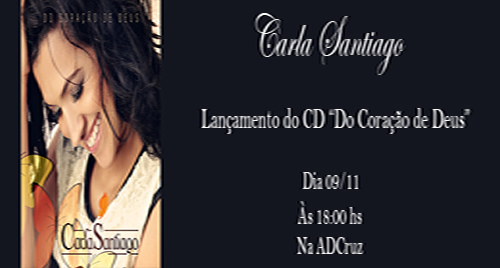 DO CORAÇÃO DE DEUS
Carla Santiago
Carla Santiago
Lançamento do CD “Do Coração de Deus”
Dia 09/11
Às 18:00 hs
Na ADCruz